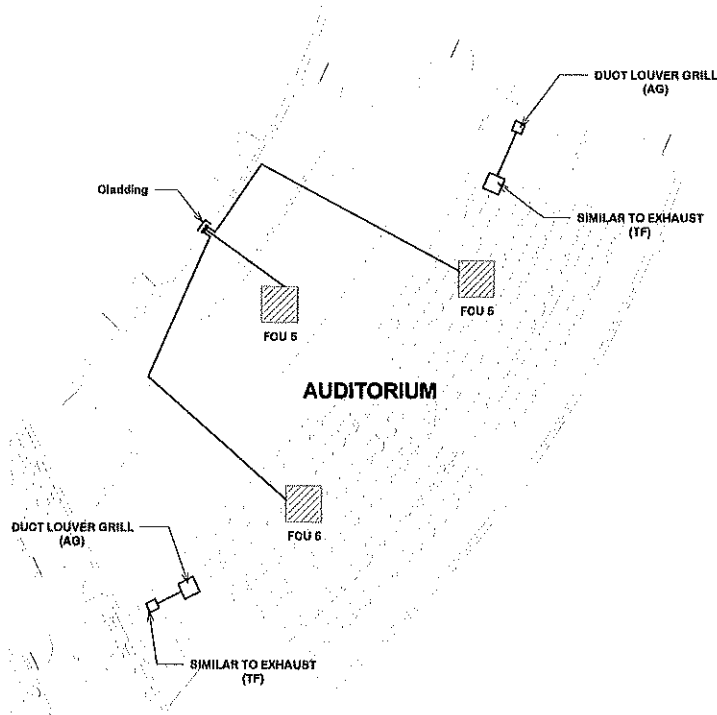 DUCT LOUVER GRILL
(AG)
Cladding
SIMILAR TO EXHAUST
(TF)
FCU 5
FCU 5
AUDITORIUM
FCU 6
DUCT LOUVER GRILL
(AG)
SIMILAR TO EXHAUST
(TF)